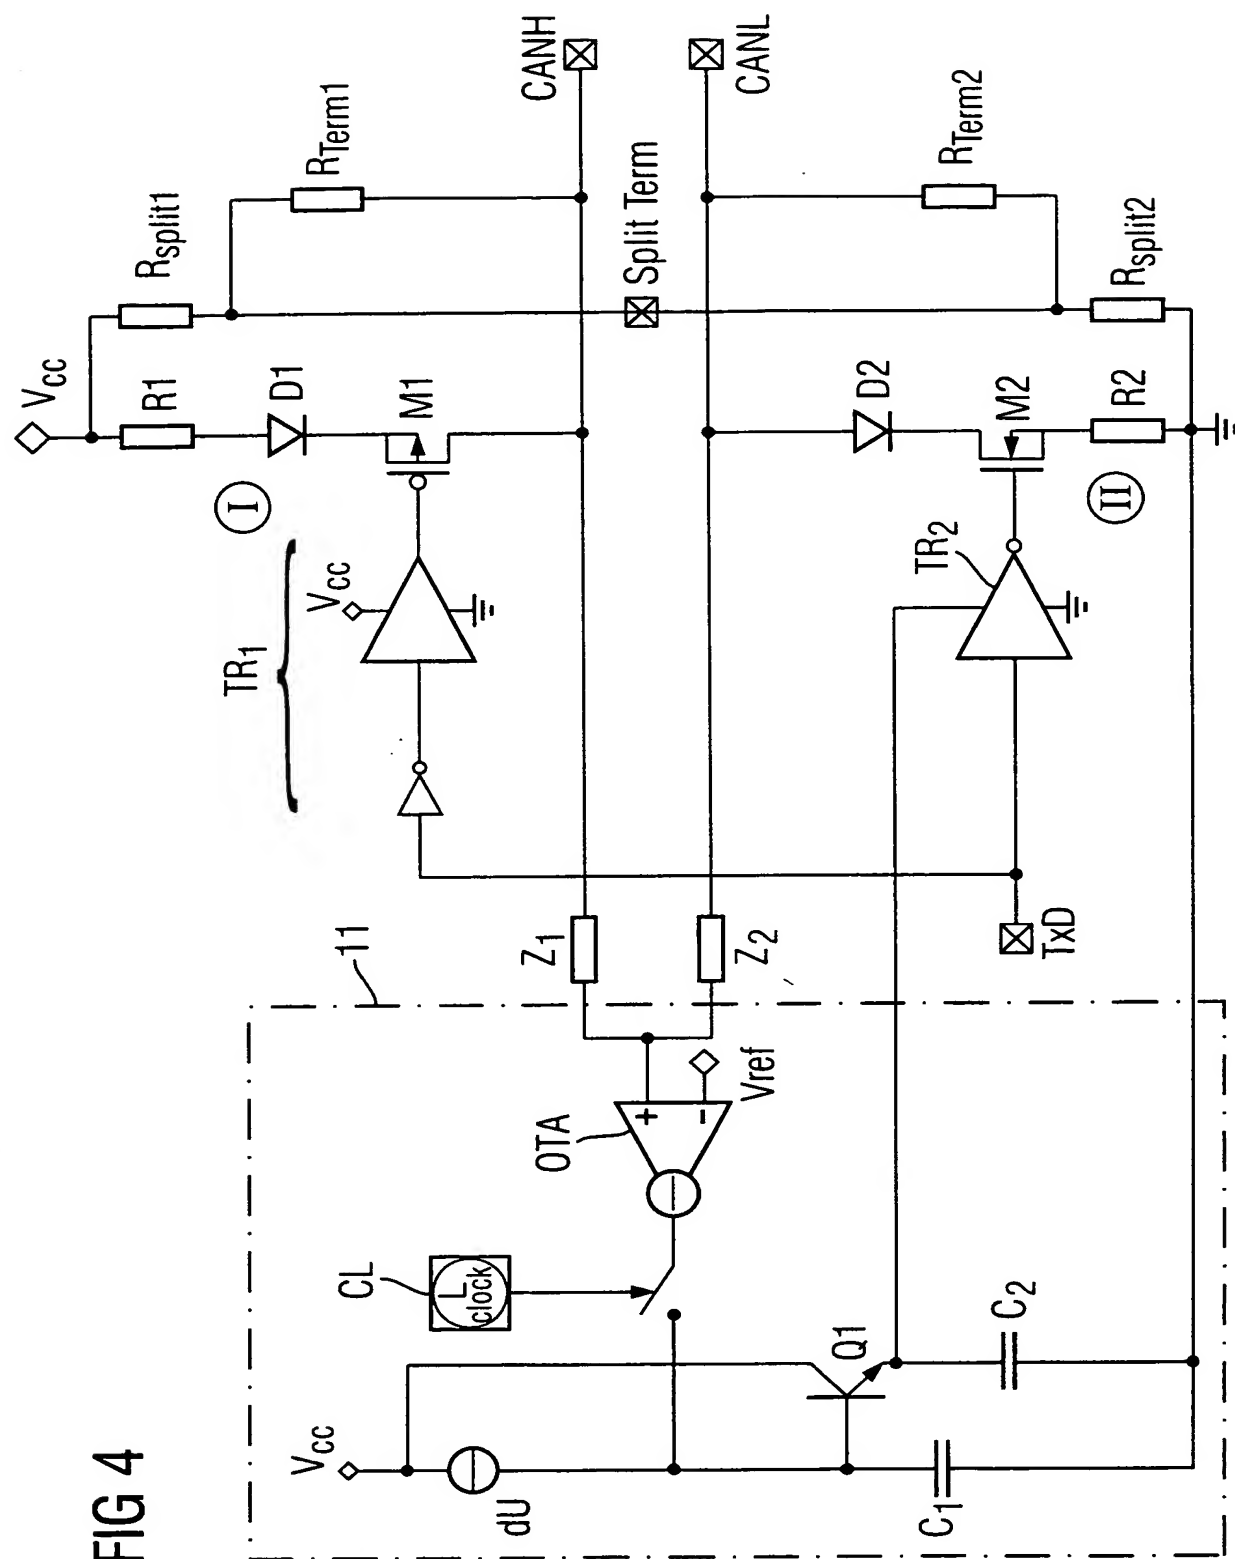 FIG 4
Vcc
dU
C1
Q1
C2
CL
L
clock
OTA
+
-
Vref
11
Z1
Z2
TxD
TR1
Vcc
TR2
I
II
Vcc
R1
D1
M1
D2
M2
R2
Rsplit1
RTerm1
Split Term
RTerm2
Rsplit2
CANH
CANL